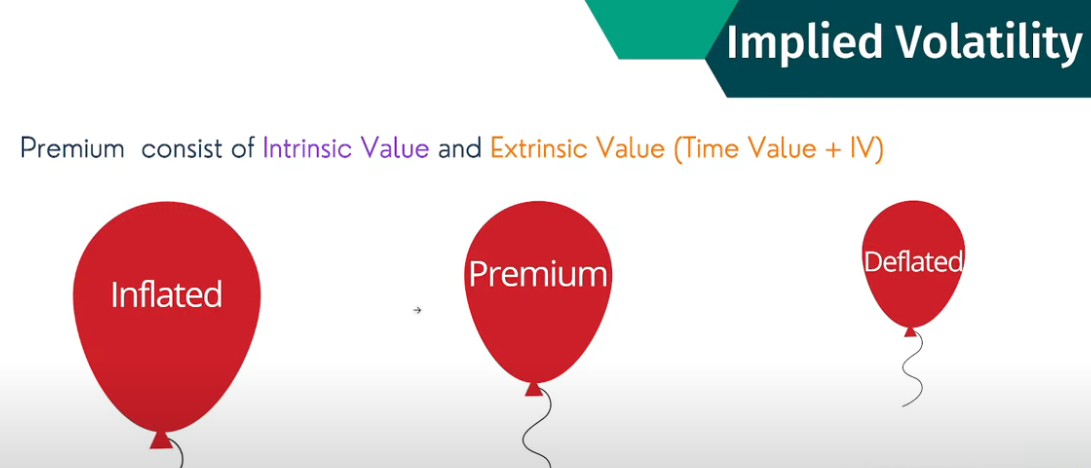 Implied Volatility
Premium consist of Intrinsic Value and Extrinsic Value (Time Value + IV)
Inflated
Premium
Deflated